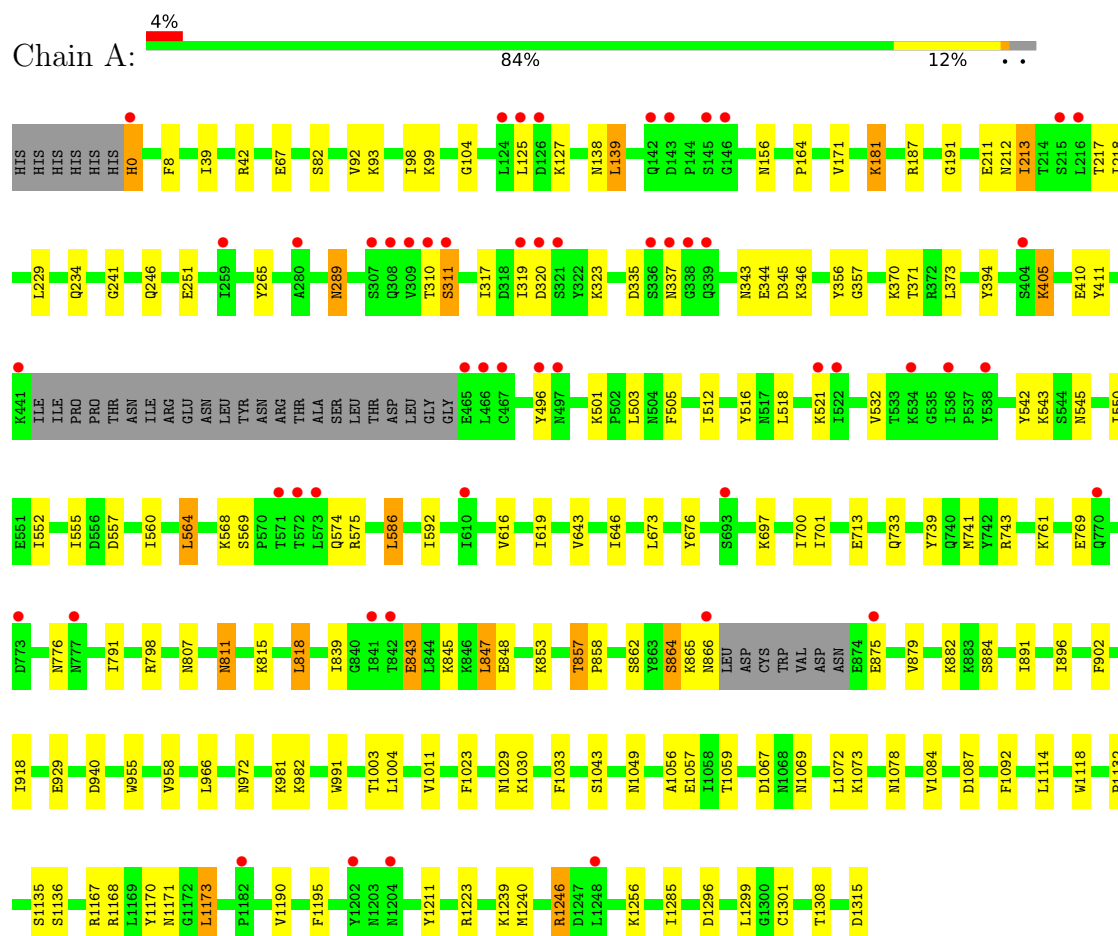 4%
Chain A:
84% 12% • •
HIS HIS HIS HIS HIS HIS H0 F8 I39 R42 E67 S82 V92 K93 I98 K99 G104 L124 L125 D126 K127 N138 L139 Q142 D143 P144 S145 G146 N156 P164 V171 K181 R187 G191 E211 N212 I213 T214 S215 L216 T217 I218
L229 Q234 G241 Q246 E251 I259 Y265 A280 N289 S307 Q308 V309 T310 S311 I317 D318 I319 D320 S321 Y322 K323 D335 S336 N337 G338 Q339 N343 E344 D345 K346 Y356 G357 K370 T371 R372 L373 Y394 S404 K405 E410 Y411
K441 ILE ILE PRO PRO THR ASN ILE ARG GLU ASN LEU TYR ASN ARG THR ALA SER LEU THR ASP LEU GLY GLY E465 L466 C467 Y496 N497 K501 P502 L503 N504 F505 I512 Y516 N517 L518 K521 I522 V532 T533 K534 G535 I536 P537 Y538 Y542 K543 S544 N545 I550
E551 I552 I555 D556 D557 I560 L564 K568 S569 P570 T571 T572 L573 Q574 R575 L586 I592 I610 V616 I619 V643 I646 L673 Y676 S693 K697 I700 I701 E713 Q733 Y739 Q740 M741 Y742 R743 K761 E769 Q770
D773 N776 N777 I791 R798 N807 N811 K815 L818 I839 G840 I841 T842 E843 L844 K845 K846 L847 E848 K853 T857 P858 S862 Y863 S864 K865 N866 LEU ASP CYS TRP VAL ASP ASN E874 E875 V879 K882 K883 S884 I891 I896 F902
I918 E929 D940 W955 V958 L966 N972 K981 K982 W991 T1003 L1004 V1011 F1023 N1029 K1030 F1033 S1043 N1049 A1056 E1057 I1058 T1059 D1067 N1068 N1069 L1072 K1073 N1078 V1084 D1087 F1092 L1114 W1118
S1135 S1136 R1167 R1168 L1169 Y1170 N1171 G1172 L1173 P1182 V1190 F1195 Y1202 N1203 N1204 Y1211 R1223 K1239 M1240 R1246 D1247 L1248 K1256 I1285 D1296 L1299 G1300 C1301 T1308 D1315